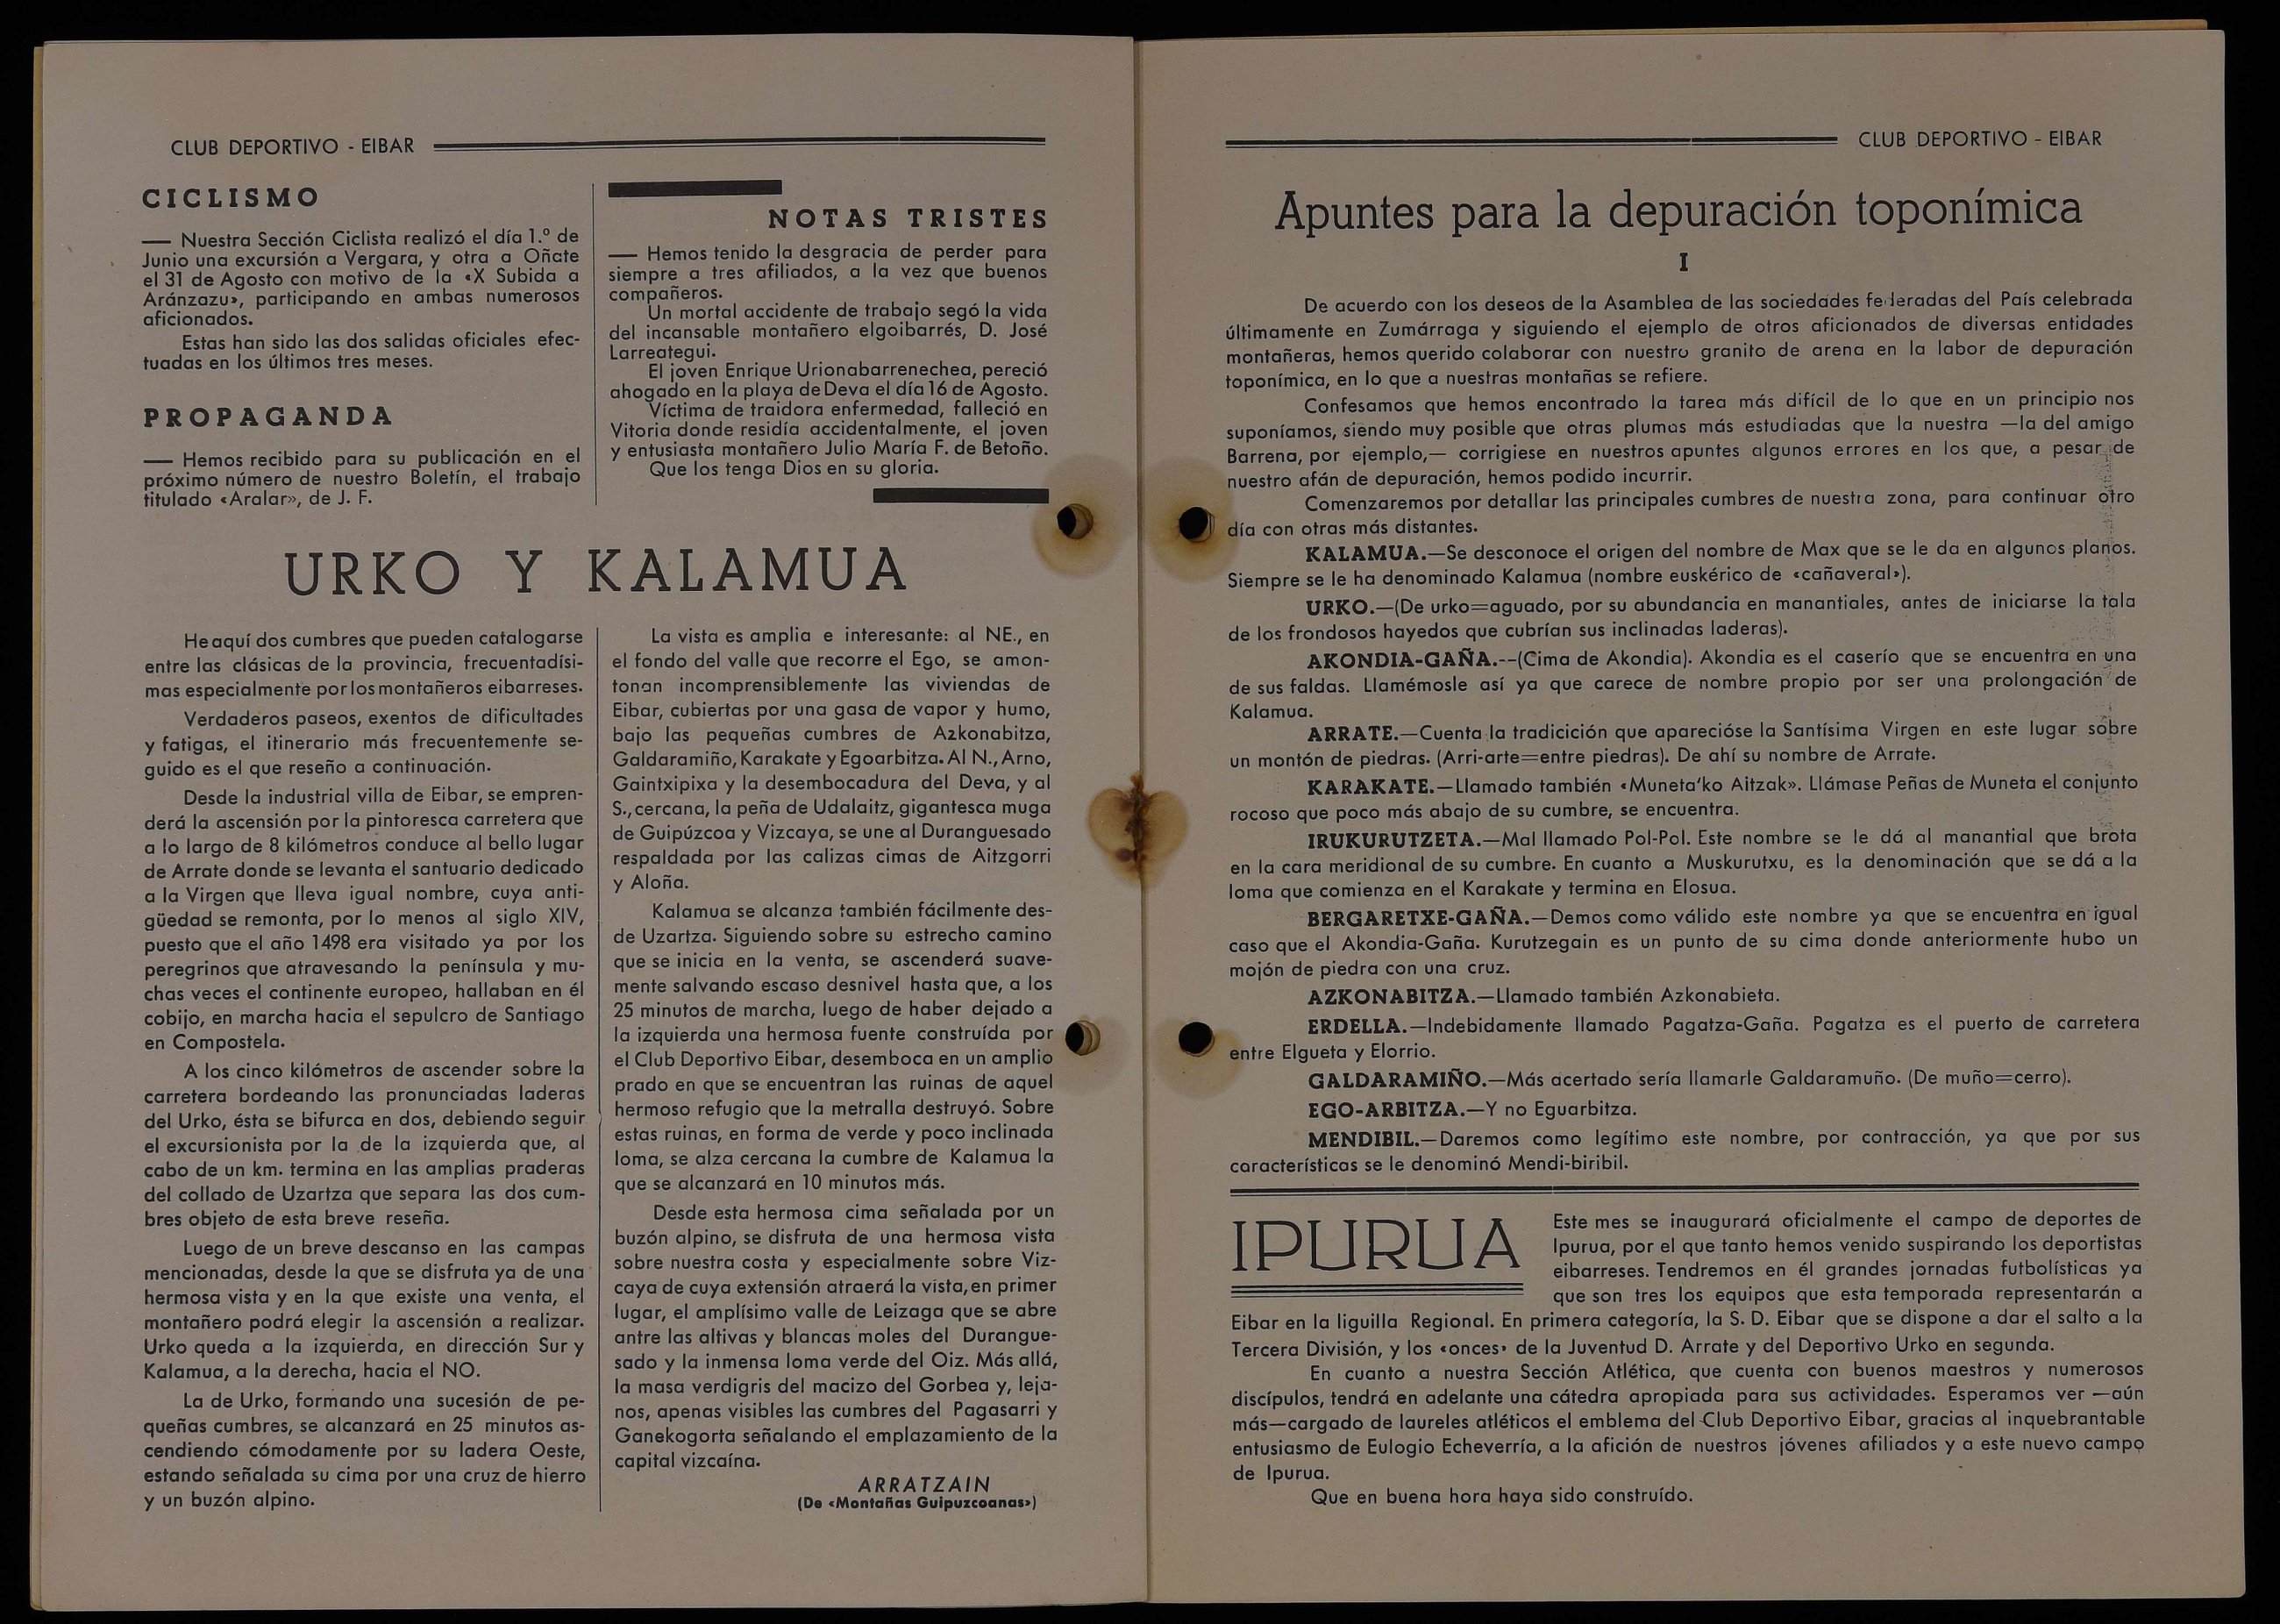 CLUB DEPORTIVO - EIBAR
CICLISMO
— Nuestra Sección Ciclista realizó el día 1.º de
Junio una excursión a Vergara, y otra a Oñate
el 31 de Agosto con motivo de la «X Subida a
Aránzazu», participando en ambas numerosos
aficionados.
Estas han sido las dos salidas oficiales efec-
tuadas en los últimos tres meses.
PROPAGANDA
— Hemos recibido para su publicación en el
próximo número de nuestro Boletín, el trabajo
titulado «Aralar», de J. F.
NOTAS TRISTES
— Hemos tenido la desgracia de perder para
siempre a tres afiliados, a la vez que buenos
compañeros.
Un mortal accidente de trabajo segó la vida
del incansable montañero elgoibarrés, D. José
Larreategui.
El joven Enrique Urionabarrenechea, pereció
ahogado en la playa de Deva el día 16 de Agosto.
Víctima de traidora enfermedad, falleció en
Vitoria donde residía accidentalmente, el joven
y entusiasta montañero Julio María F. de Betoño.
Que los tenga Dios en su gloria.
URKO Y KALAMUA
He aquí dos cumbres que pueden catalogarse
entre las clásicas de la provincia, frecuentadísi-
mas especialmente por los montañeros eibarreses.
Verdaderos paseos, exentos de dificultades
y fatigas, el itinerario más frecuentemente se-
guido es el que reseño a continuación.
Desde la industrial villa de Eibar, se empren-
derá la ascensión por la pintoresca carretera que
a lo largo de 8 kilómetros conduce al bello lugar
de Arrate donde se levanta el santuario dedicado
a la Virgen que lleva igual nombre, cuya anti-
güedad se remonta, por lo menos al siglo XIV,
puesto que el año 1498 era visitado ya por los
peregrinos que atravesando la península y mu-
chas veces el continente europeo, hallaban en él
cobijo, en marcha hacia el sepulcro de Santiago
en Compostela.
A los cinco kilómetros de ascender sobre la
carretera bordeando las pronunciadas laderas
del Urko, ésta se bifurca en dos, debiendo seguir
el excursionista por la de la izquierda que, al
cabo de un km. termina en las amplias praderas
del collado de Uzartza que separa las dos cum-
bres objeto de esta breve reseña.
Luego de un breve descanso en las campas
mencionadas, desde la que se disfruta ya de una
hermosa vista y en la que existe una venta, el
montañero podrá elegir la ascensión a realizar.
Urko queda a la izquierda, en dirección Sur y
Kalamua, a la derecha, hacia el NO.
La de Urko, formando una sucesión de pe-
queñas cumbres, se alcanzará en 25 minutos as-
cendiendo cómodamente por su ladera Oeste,
estando señalada su cima por una cruz de hierro
y un buzón alpino.
La vista es amplia e interesante: al NE., en
el fondo del valle que recorre el Ego, se amon-
tonan incomprensiblemente las viviendas de
Eibar, cubiertas por una gasa de vapor y humo,
bajo las pequeñas cumbres de Azkonabitza,
Galdaramiño, Karakate y Egoarbitza. Al N., Arno,
Gaintxipixa y la desembocadura del Deva, y al
S., cercana, la peña de Udalaitz, gigantesca muga
de Guipúzcoa y Vizcaya, se une al Duranguesado
respaldada por las calizas cimas de Aitzgorri
y Aloña.
Kalamua se alcanza también fácilmente des-
de Uzartza. Siguiendo sobre su estrecho camino
que se inicia en la venta, se ascenderá suave-
mente salvando escaso desnivel hasta que, a los
25 minutos de marcha, luego de haber dejado a
la izquierda una hermosa fuente construída por
el Club Deportivo Eibar, desemboca en un amplio
prado en que se encuentran las ruinas de aquel
hermoso refugio que la metralla destruyó. Sobre
estas ruinas, en forma de verde y poco inclinada
loma, se alza cercana la cumbre de Kalamua la
que se alcanzará en 10 minutos más.
Desde esta hermosa cima señalada por un
buzón alpino, se disfruta de una hermosa vista
sobre nuestra costa y especialmente sobre Viz-
caya de cuya extensión atraerá la vista, en primer
lugar, el amplísimo valle de Leizaga que se abre
antre las altivas y blancas moles del Durangue-
sado y la inmensa loma verde del Oiz. Más allá,
la masa verdigris del macizo del Gorbea y, leja-
nos, apenas visibles las cumbres del Pagasarri y
Ganekogorta señalando el emplazamiento de la
capital vizcaína.
ARRATZAIN
(De «Montañas Guipuzcoanas»)
CLUB DEPORTIVO - EIBAR
Apuntes para la depuración toponímica
I
De acuerdo con los deseos de la Asamblea de las sociedades federadas del País celebrada
últimamente en Zumárraga y siguiendo el ejemplo de otros aficionados de diversas entidades
montañeras, hemos querido colaborar con nuestro granito de arena en la labor de depuración
toponímica, en lo que a nuestras montañas se refiere.
Confesamos que hemos encontrado la tarea más difícil de lo que en un principio nos
suponíamos, siendo muy posible que otras plumas más estudiadas que la nuestra —la del amigo
Barrena, por ejemplo,— corrigiese en nuestros apuntes algunos errores en los que, a pesar de
nuestro afán de depuración, hemos podido incurrir.
Comenzaremos por detallar las principales cumbres de nuestra zona, para continuar otro
día con otras más distantes.
KALAMUA.—Se desconoce el origen del nombre de Max que se le da en algunos planos.
Siempre se le ha denominado Kalamua (nombre euskérico de «cañaveral»).
URKO.—(De urko=aguado, por su abundancia en manantiales, antes de iniciarse la tala
de los frondosos hayedos que cubrían sus inclinadas laderas).
AKONDIA-GAÑA.--(Cima de Akondia). Akondia es el caserío que se encuentra en una
de sus faldas. Llamémosle así ya que carece de nombre propio por ser una prolongación de
Kalamua.
ARRATE.—Cuenta la tradicición que aparecióse la Santísima Virgen en este lugar sobre
un montón de piedras. (Arri-arte=entre piedras). De ahí su nombre de Arrate.
KARAKATE.—Llamado también «Muneta'ko Aitzak». Llámase Peñas de Muneta el conjunto
rocoso que poco más abajo de su cumbre, se encuentra.
IRUKURUTZETA.—Mal llamado Pol-Pol. Este nombre se le dá al manantial que brota
en la cara meridional de su cumbre. En cuanto a Muskurutxu, es la denominación que se dá a la
loma que comienza en el Karakate y termina en Elosua.
BERGARETXE-GAÑA.—Demos como válido este nombre ya que se encuentra en igual
caso que el Akondia-Gaña. Kurutzegain es un punto de su cima donde anteriormente hubo un
mojón de piedra con una cruz.
AZKONABITZA.—Llamado también Azkonabieta.
ERDELLA.—Indebidamente llamado Pagatza-Gaña. Pagatza es el puerto de carretera
entre Elgueta y Elorrio.
GALDARAMIÑO.—Más acertado sería llamarle Galdaramuño. (De muño=cerro).
EGO-ARBITZA.—Y no Eguarbitza.
MENDIBIL.—Daremos como legítimo este nombre, por contracción, ya que por sus
características se le denominó Mendi-biribil.
IPURUA
Este mes se inaugurará oficialmente el campo de deportes de
Ipurua, por el que tanto hemos venido suspirando los deportistas
eibarreses. Tendremos en él grandes jornadas futbolísticas ya
que son tres los equipos que esta temporada representarán a
Eibar en la liguilla Regional. En primera categoría, la S. D. Eibar que se dispone a dar el salto a la
Tercera División, y los «onces» de la Juventud D. Arrate y del Deportivo Urko en segunda.
En cuanto a nuestra Sección Atlética, que cuenta con buenos maestros y numerosos
discípulos, tendrá en adelante una cátedra apropiada para sus actividades. Esperamos ver —aún
más—cargado de laureles atléticos el emblema del Club Deportivo Eibar, gracias al inquebrantable
entusiasmo de Eulogio Echeverría, a la afición de nuestros jóvenes afiliados y a este nuevo campo
de Ipurua.
Que en buena hora haya sido construído.